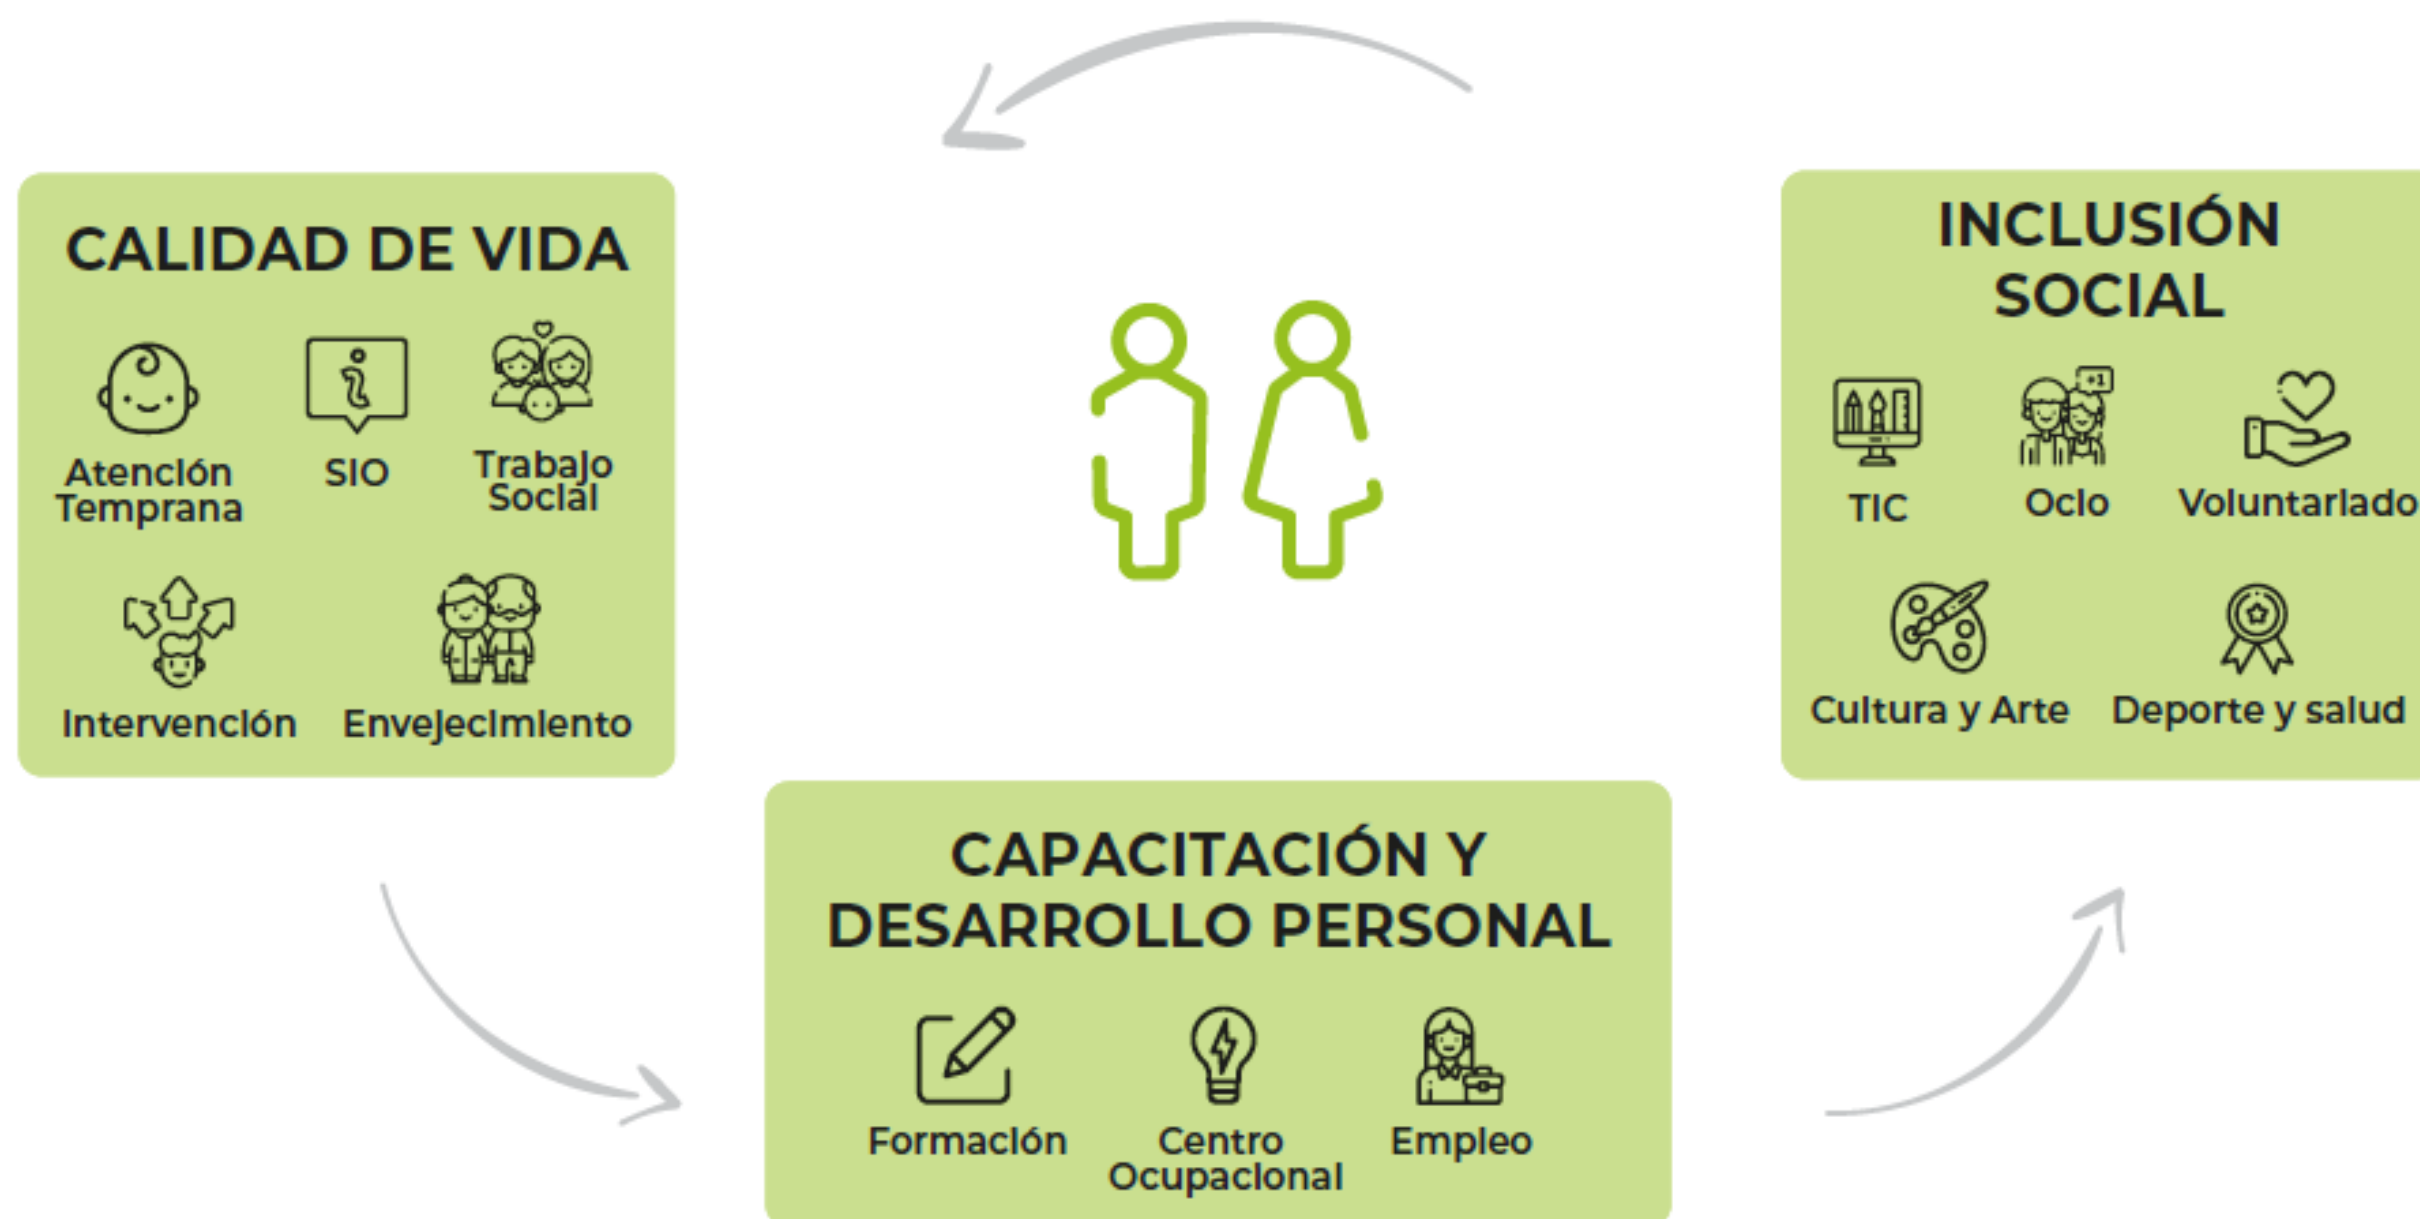 CALIDAD DE VIDA
Atención
Temprana
SIO
Trabajo
Social
Intervención
Envejecimiento
CAPACITACIÓN Y
DESARROLLO PERSONAL
Formación
Centro
Ocupacional
Empleo
INCLUSIÓN
SOCIAL
TIC
+1
Ocio
Voluntariado
Cultura y Arte
Deporte y salud